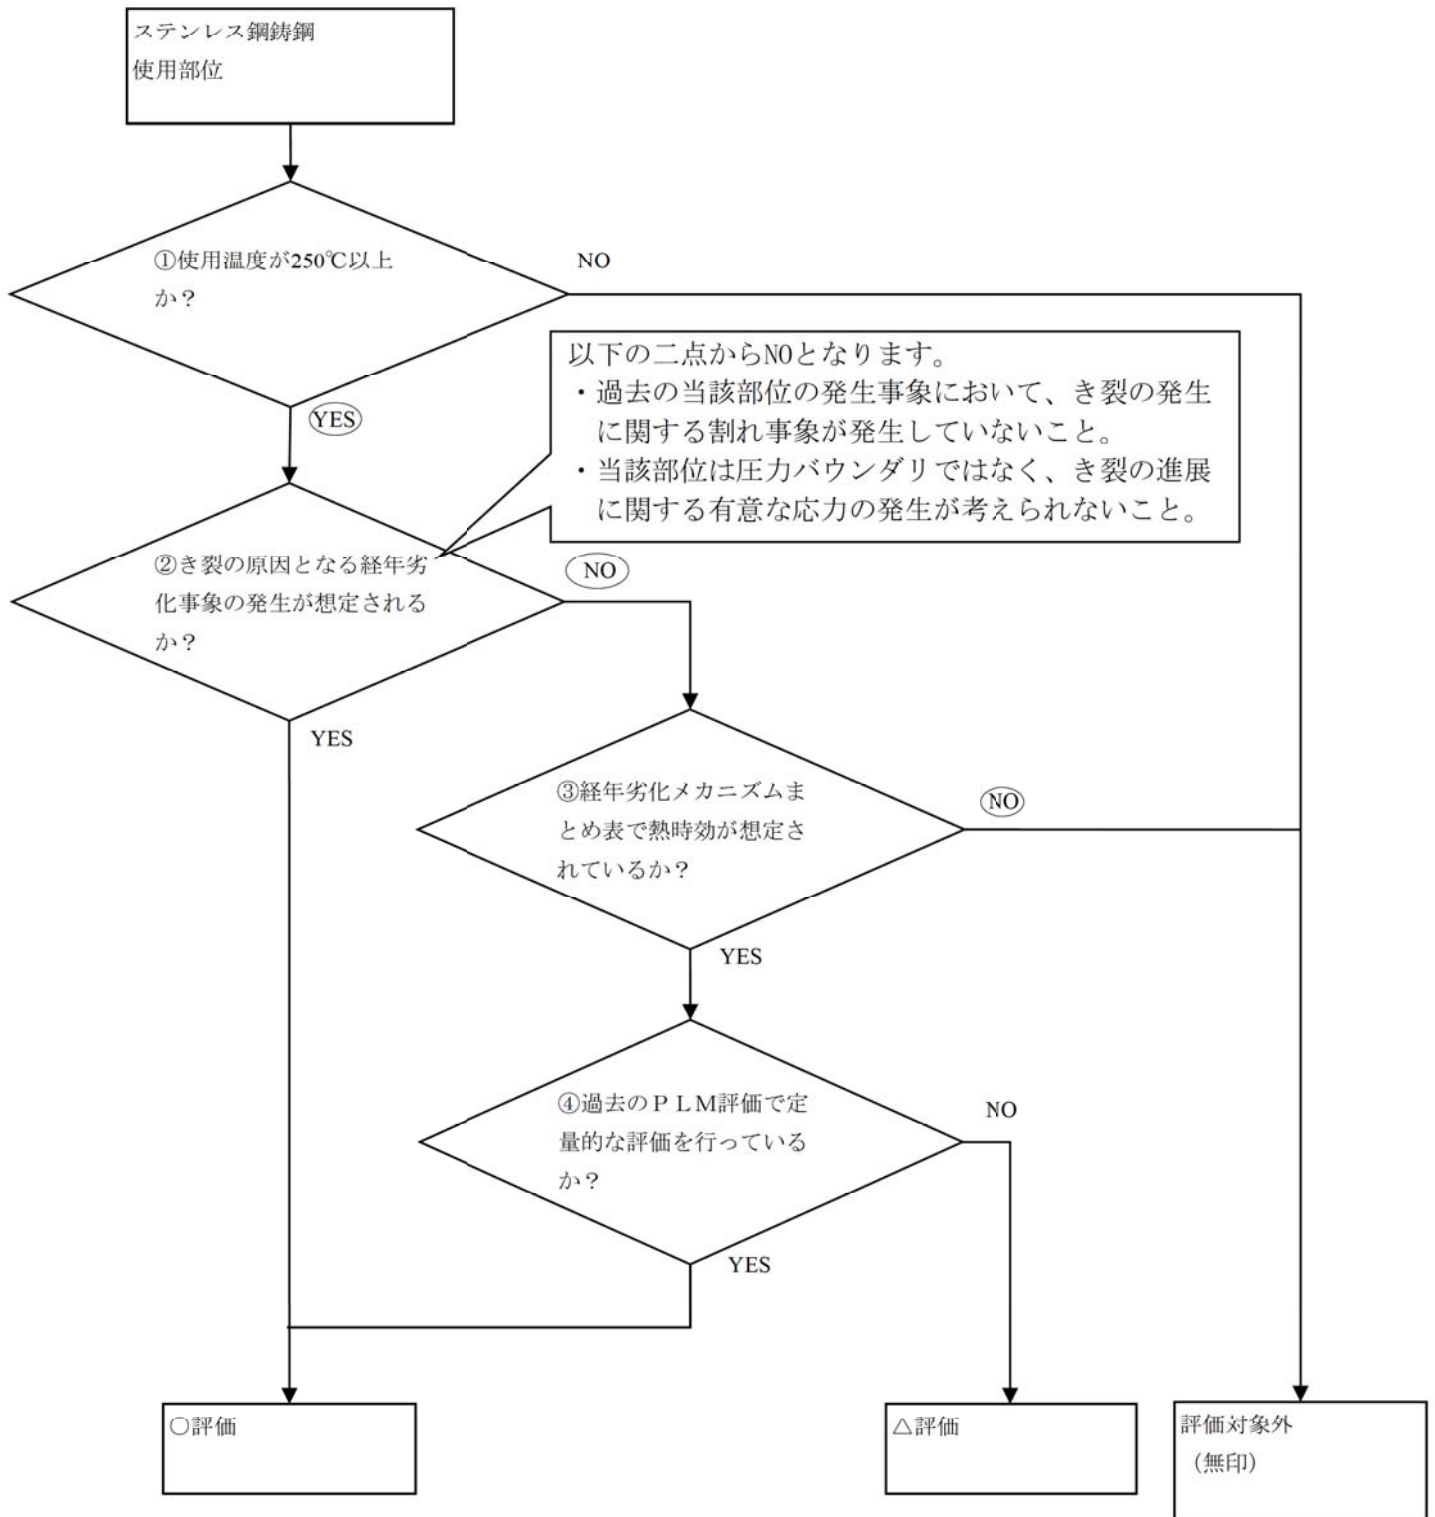 ステンレス鋼鋳鋼
使用部位
①使用温度が250℃以上
か？
NO
YES
以下の二点からNOとなります。
・過去の当該部位の発生事象において、き裂の発生
に関する割れ事象が発生していないこと。
・当該部位は圧力バウンダリではなく、き裂の進展
に関する有意な応力の発生が考えられないこと。
②き裂の原因となる経年劣
化事象の発生が想定される
か？
NO
YES
③経年劣化メカニズムま
とめ表で熱時効が想定さ
れているか？
NO
YES
④過去のＰＬＭ評価で定
量的な評価を行っている
か？
NO
YES
○評価
△評価
評価対象外
（無印）